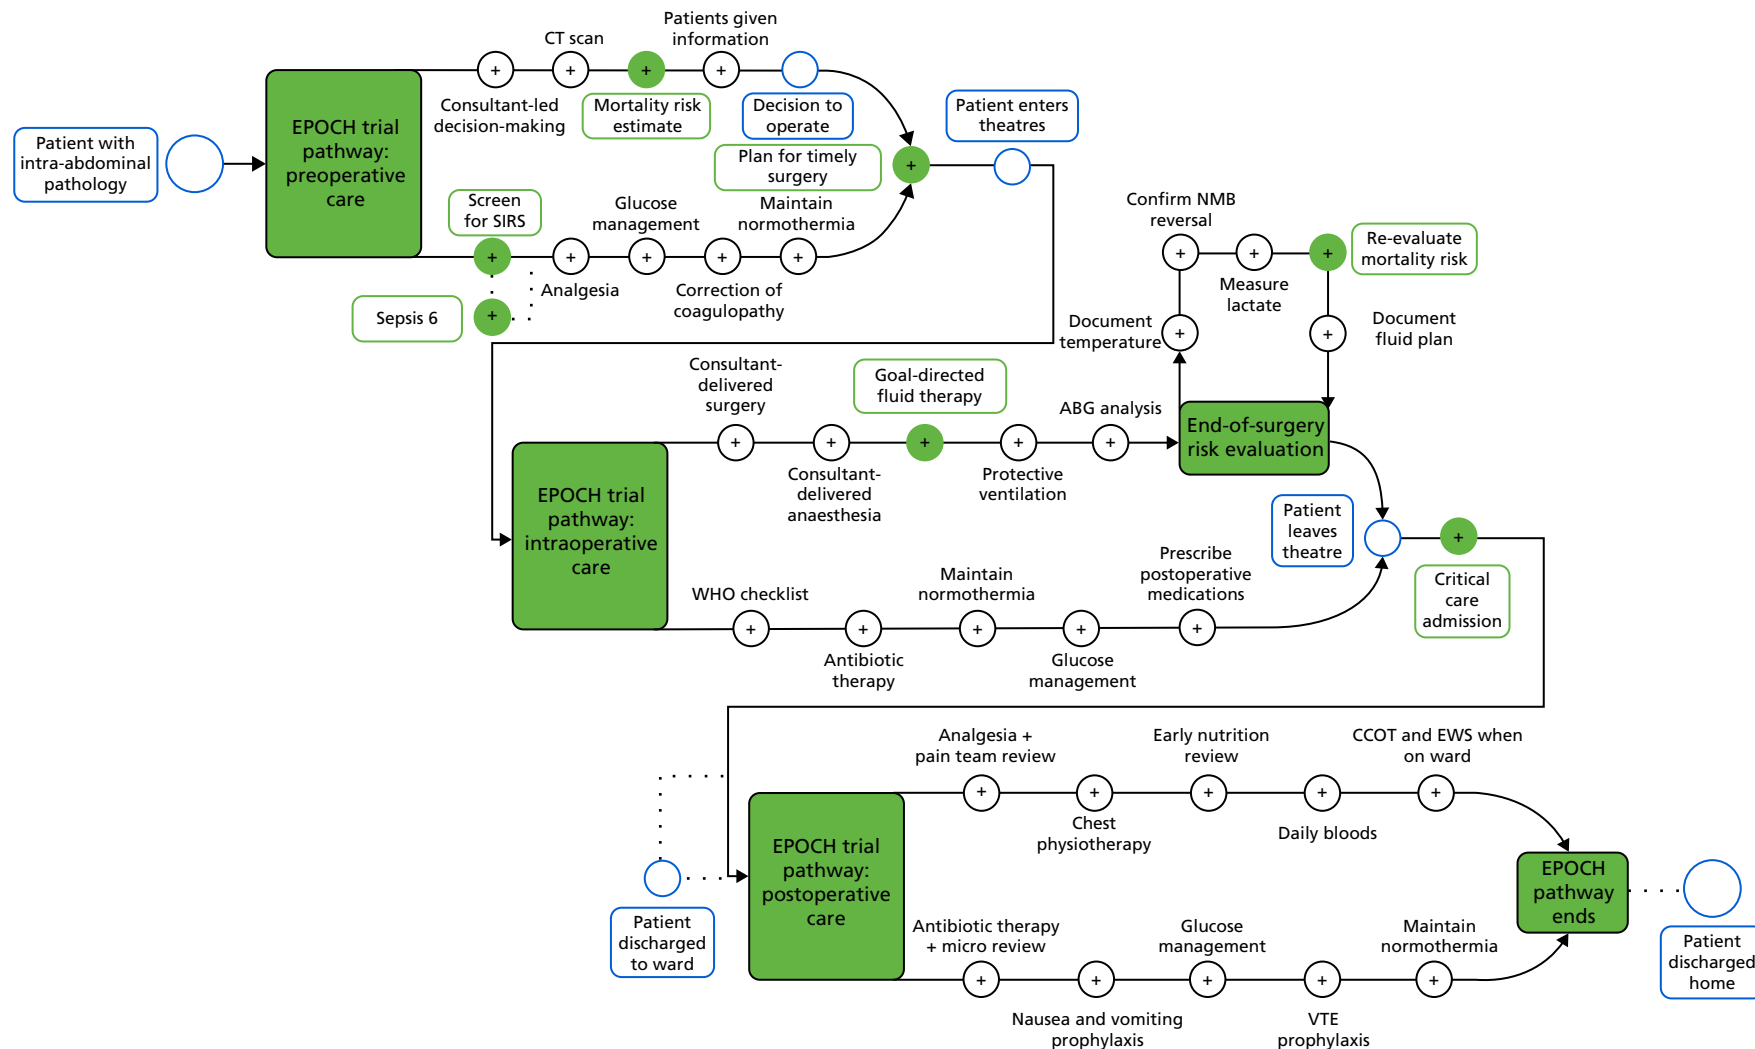 Patients given
information
CT scan
+
+
+
+
Consultant-led
decision-making
Mortality risk
estimate
Decision to
operate
Patient enters
theatres
EPOCH trial
pathway:
preoperative
care
Patient with
intra-abdominal
pathology
Plan for timely
surgery
+
Screen
for SIRS
Glucose
management
Maintain
normothermia
+
+
+
+
+
Analgesia
Correction of
coagulopathy
Sepsis 6
+
Confirm NMB
reversal
+
+
+
Re-evaluate
mortality risk
Measure
lactate
Document
temperature
+
+
Document
fluid plan
Consultant-
delivered
surgery
Goal-directed
fluid therapy
ABG analysis
+
+
+
+
+
End-of-surgery
risk evaluation
Consultant-
delivered
anaesthesia
Protective
ventilation
EPOCH trial
pathway:
intraoperative
care
Patient
leaves
theatre
+
Critical
care
admission
WHO checklist
Maintain
normothermia
Prescribe
postoperative
medications
+
+
+
+
+
Antibiotic
therapy
Glucose
management
Analgesia +
pain team review
Early nutrition
review
CCOT and EWS when
on ward
+
+
+
+
+
Chest
physiotherapy
Daily bloods
EPOCH trial
pathway:
postoperative
care
Patient
discharged
to ward
EPOCH
pathway
ends
Patient
discharged
home
Antibiotic therapy
+ micro review
Glucose
management
Maintain
normothermia
+
+
+
+
+
Nausea and vomiting
prophylaxis
VTE
prophylaxis